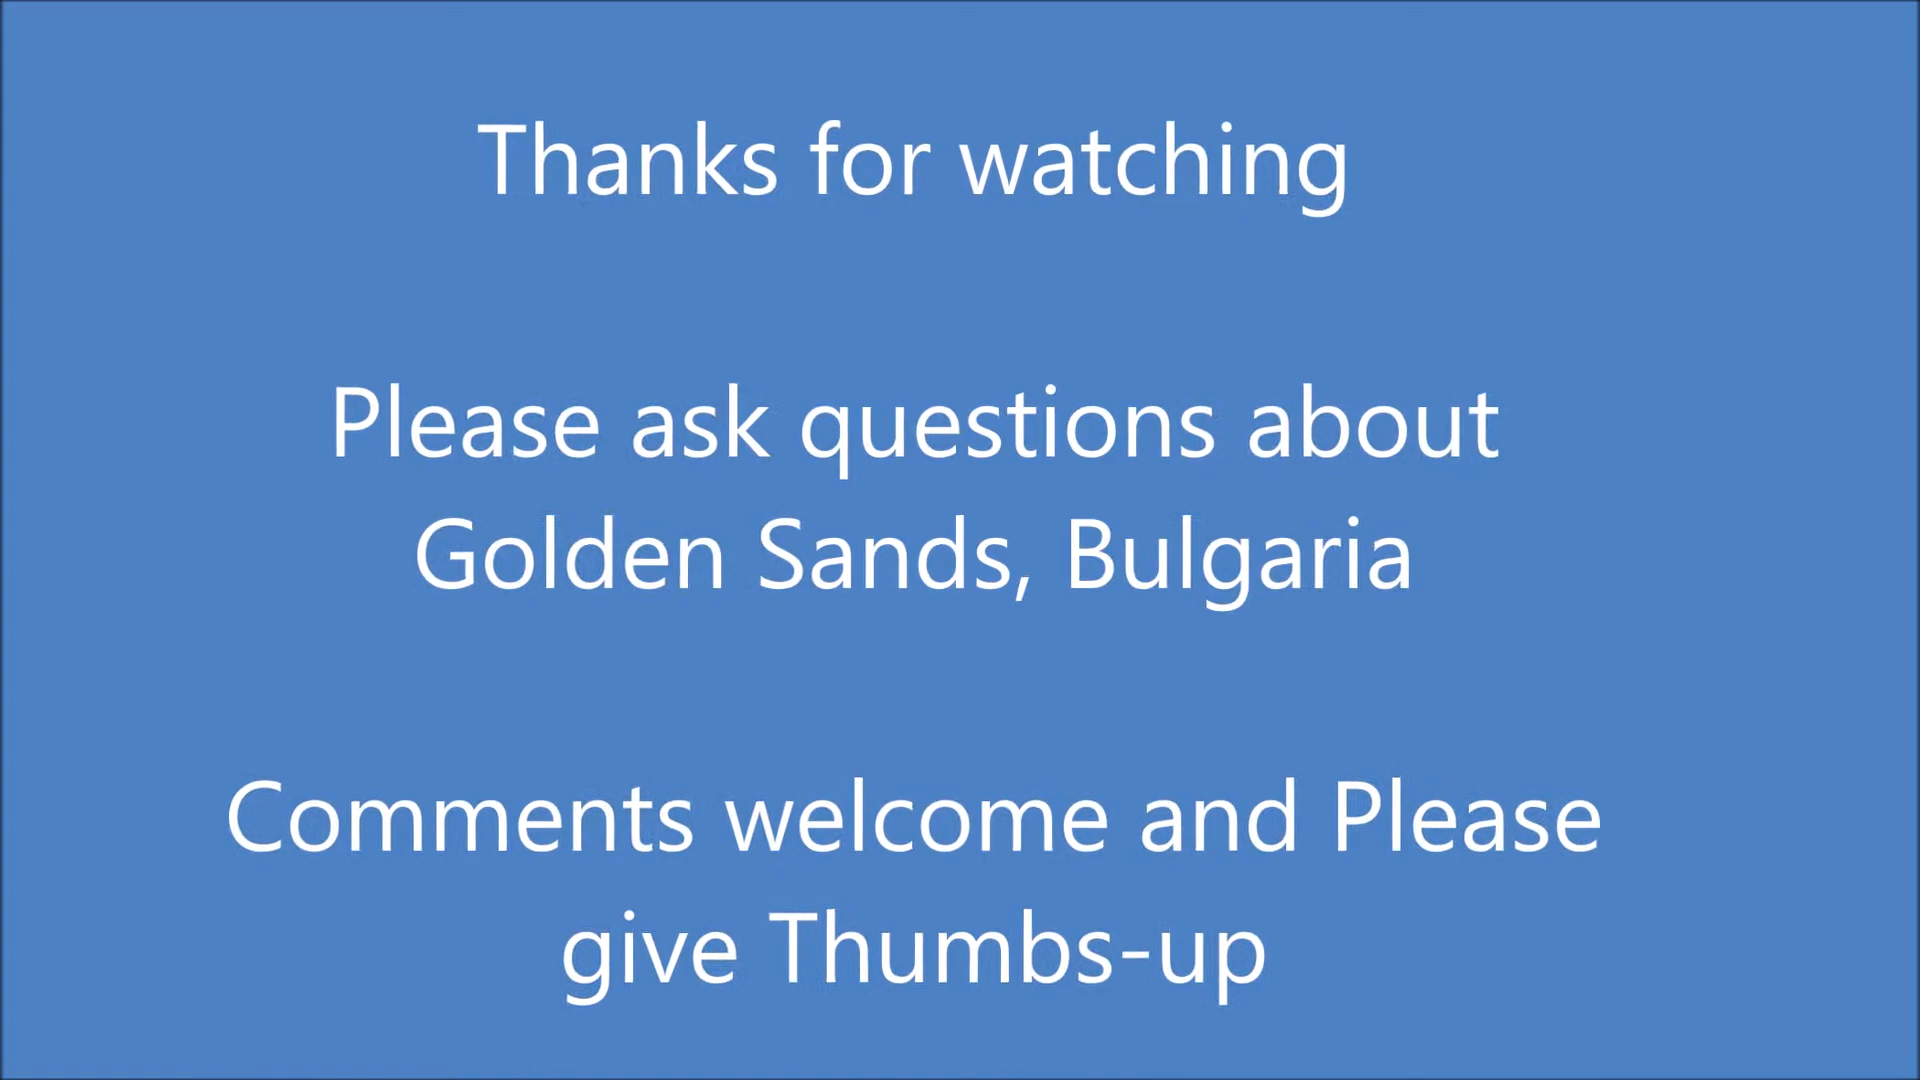 Thanks for watching
Please ask questions about
Golden Sands, Bulgaria
Comments welcome and Please
give Thumbs-up